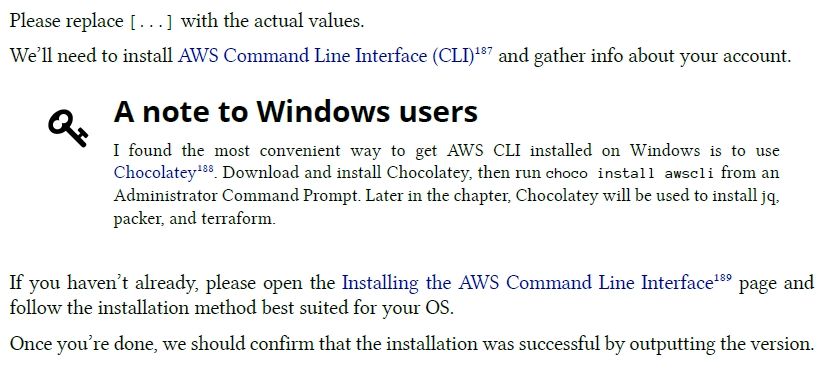 Please replace [...] with the actual values.
We’ll need to install AWS Command Line Interface (CLI)¹⁸⁷ and gather info about your account.
A note to Windows users
I found the most convenient way to get AWS CLI installed on Windows is to use
Chocolatey¹⁸⁸. Download and install Chocolatey, then run choco install awscli from an
Administrator Command Prompt. Later in the chapter, Chocolatey will be used to install jq,
packer, and terraform.
If you haven’t already, please open the Installing the AWS Command Line Interface¹⁸⁹ page and
follow the installation method best suited for your OS.
Once you’re done, we should confirm that the installation was successful by outputting the version.